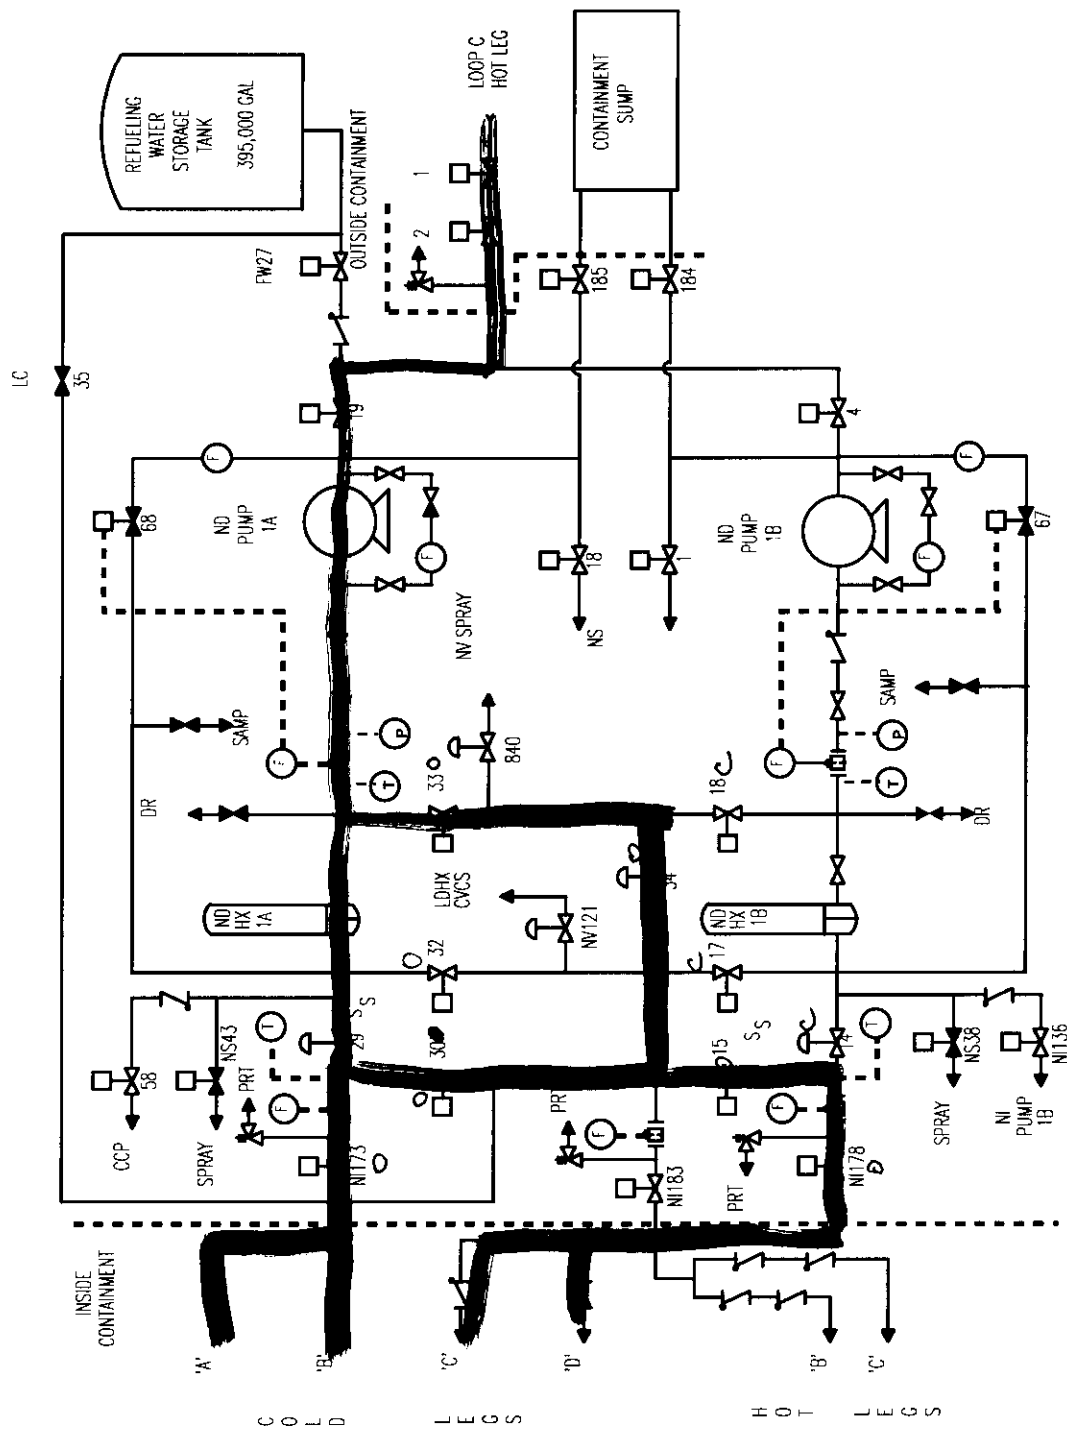 REFUELING
WATER
STORAGE
TANK
395,000 GAL
LOOP C
HOT LEG
CONTAINMENT
SUMP
OUTSIDE CONTAINMENT
1
2
FW27
185
184
LC
35
19
4
F
F
68
ND
PUMP
1A
ND
PUMP
1B
67
F
F
18
1
NV SPRAY
NS
SAMP
SAMP
F
P
T
F
P
T
33
840
18
DR
DR
LDHX
CVCS
34
ND
HX
1A
ND
HX
1B
NV121
32
17
S
S
S
S
T
29
30
15
14
T
58
NS43
NS38
NI136
PRT
PRT
PRT
F
F
F
CCP
SPRAY
SPRAY
NI
PUMP
1B
NI173
NI183
NI178
INSIDE
CONTAINMENT
'A'
'B'
'C'
'D'
'B'
'C'
COLD
LEGS
HOT
LEGS